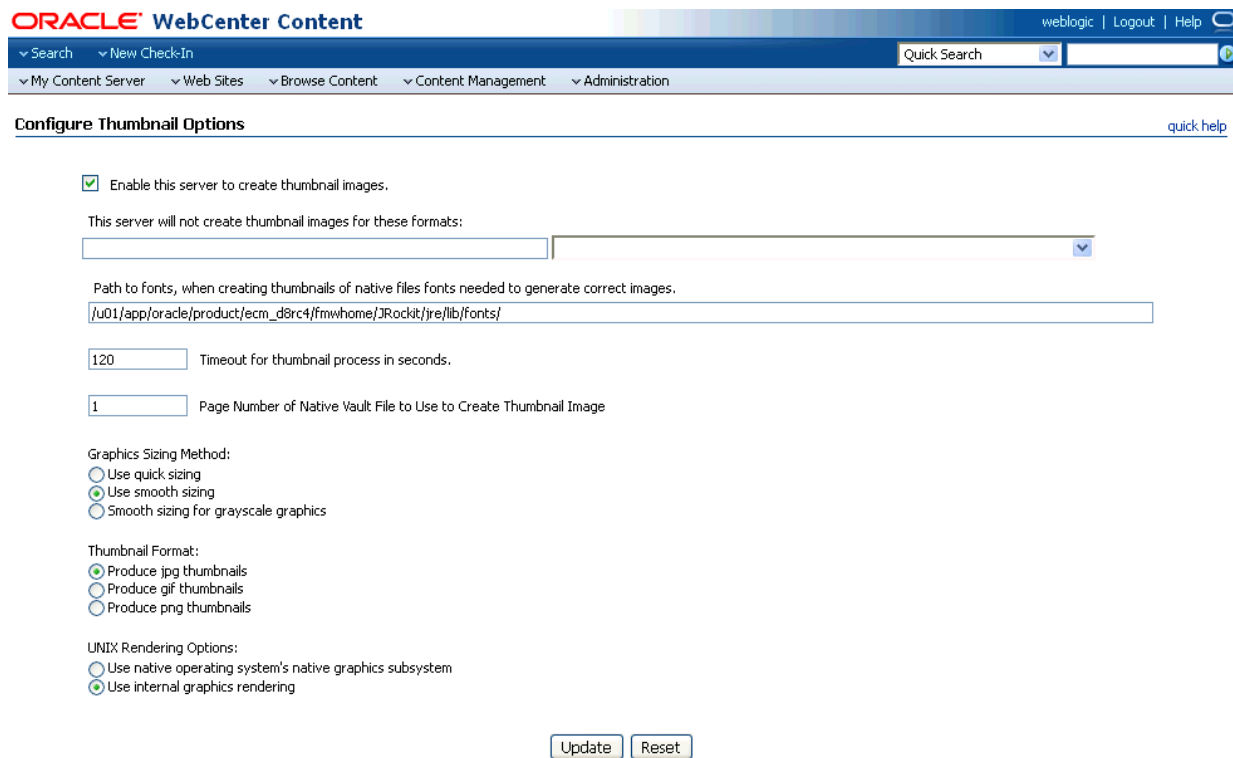 ORACLE WebCenter Content
weblogic | Logout | Help
Search New Check-In
Quick Search
My Content Server Web Sites Browse Content Content Management Administration
Configure Thumbnail Options
quick help
Enable this server to create thumbnail images.
This server will not create thumbnail images for these formats:
Path to fonts, when creating thumbnails of native files fonts needed to generate correct images.
/u01/app/oracle/product/ecm_d8rc4/fmwhome/JRockit/jre/lib/fonts/
120 Timeout for thumbnail process in seconds.
1 Page Number of Native Vault File to Use to Create Thumbnail Image
Graphics Sizing Method:
Use quick sizing
Use smooth sizing
Smooth sizing for grayscale graphics
Thumbnail Format:
Produce jpg thumbnails
Produce gif thumbnails
Produce png thumbnails
UNIX Rendering Options:
Use native operating system's native graphics subsystem
Use internal graphics rendering
Update Reset